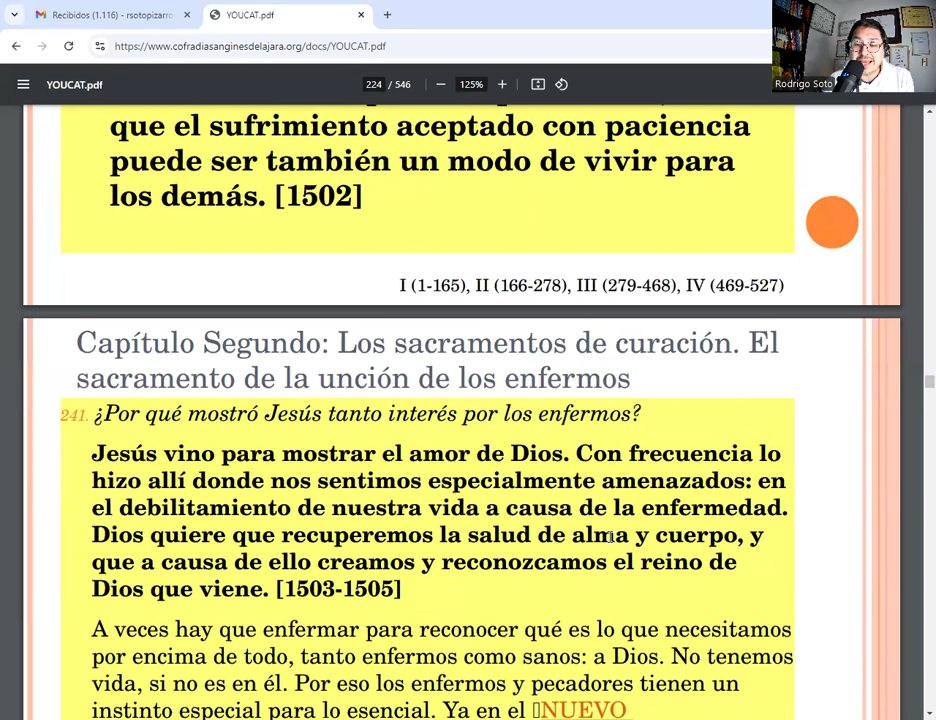 Recibidos (1.116) - rsotopizarro
YOUCAT.pdf
https://www.cofradiasanginesdelajara.org/docs/YOUCAT.pdf
YOUCAT.pdf
224 / 546
125%
Rodrigo Soto
que el sufrimiento aceptado con paciencia
puede ser también un modo de vivir para
los demás. [1502]
I (1-165), II (166-278), III (279-468), IV (469-527)
Capítulo Segundo: Los sacramentos de curación. El
sacramento de la unción de los enfermos
241. ¿Por qué mostró Jesús tanto interés por los enfermos?
Jesús vino para mostrar el amor de Dios. Con frecuencia lo
hizo allí donde nos sentimos especialmente amenazados: en
el debilitamiento de nuestra vida a causa de la enfermedad.
Dios quiere que recuperemos la salud de alma y cuerpo, y
que a causa de ello creamos y reconozcamos el reino de
Dios que viene. [1503-1505]
A veces hay que enfermar para reconocer qué es lo que necesitamos
por encima de todo, tanto enfermos como sanos: a Dios. No tenemos
vida, si no es en él. Por eso los enfermos y pecadores tienen un
instinto especial para lo esencial. Ya en el NUEVO